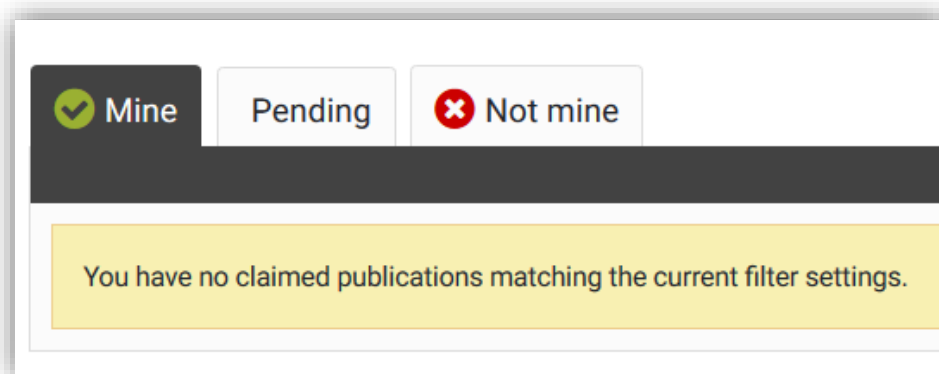 Mine
Pending
Not mine
You have no claimed publications matching the current filter settings.